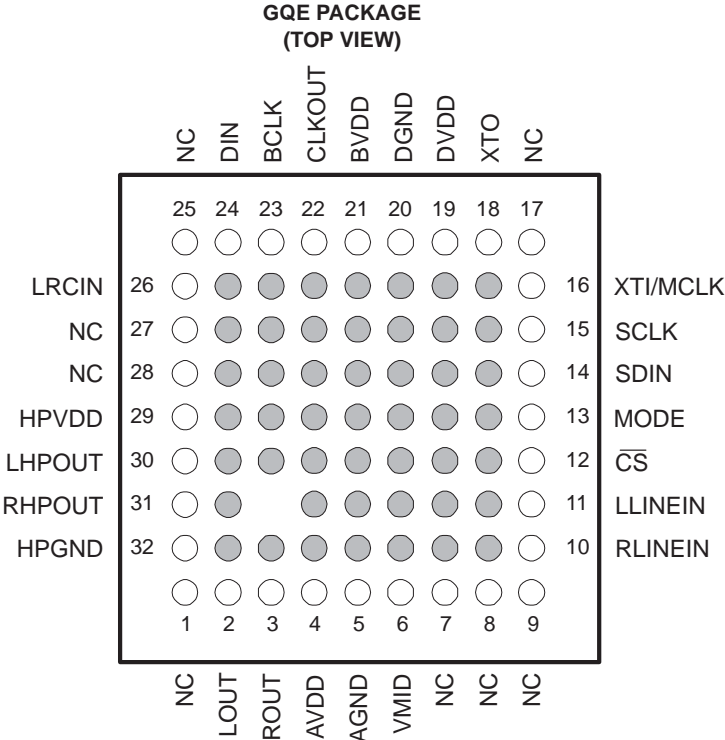 GQE PACKAGE
(TOP VIEW)
NC DIN BCLK CLKOUT BVDD DGND DVDD XTO NC
25 24 23 22 21 20 19 18 17
LRCIN 26 16 XTI/MCLK
NC 27 15 SCLK
NC 28 14 SDIN
HPVDD 29 13 MODE
LHPOUT 30 12 C̅S̅
RHPOUT 31 11 LLINEIN
HPGND 32 10 RLINEIN
1 2 3 4 5 6 7 8 9
NC LOUT ROUT AVDD AGND VMID NC NC NC